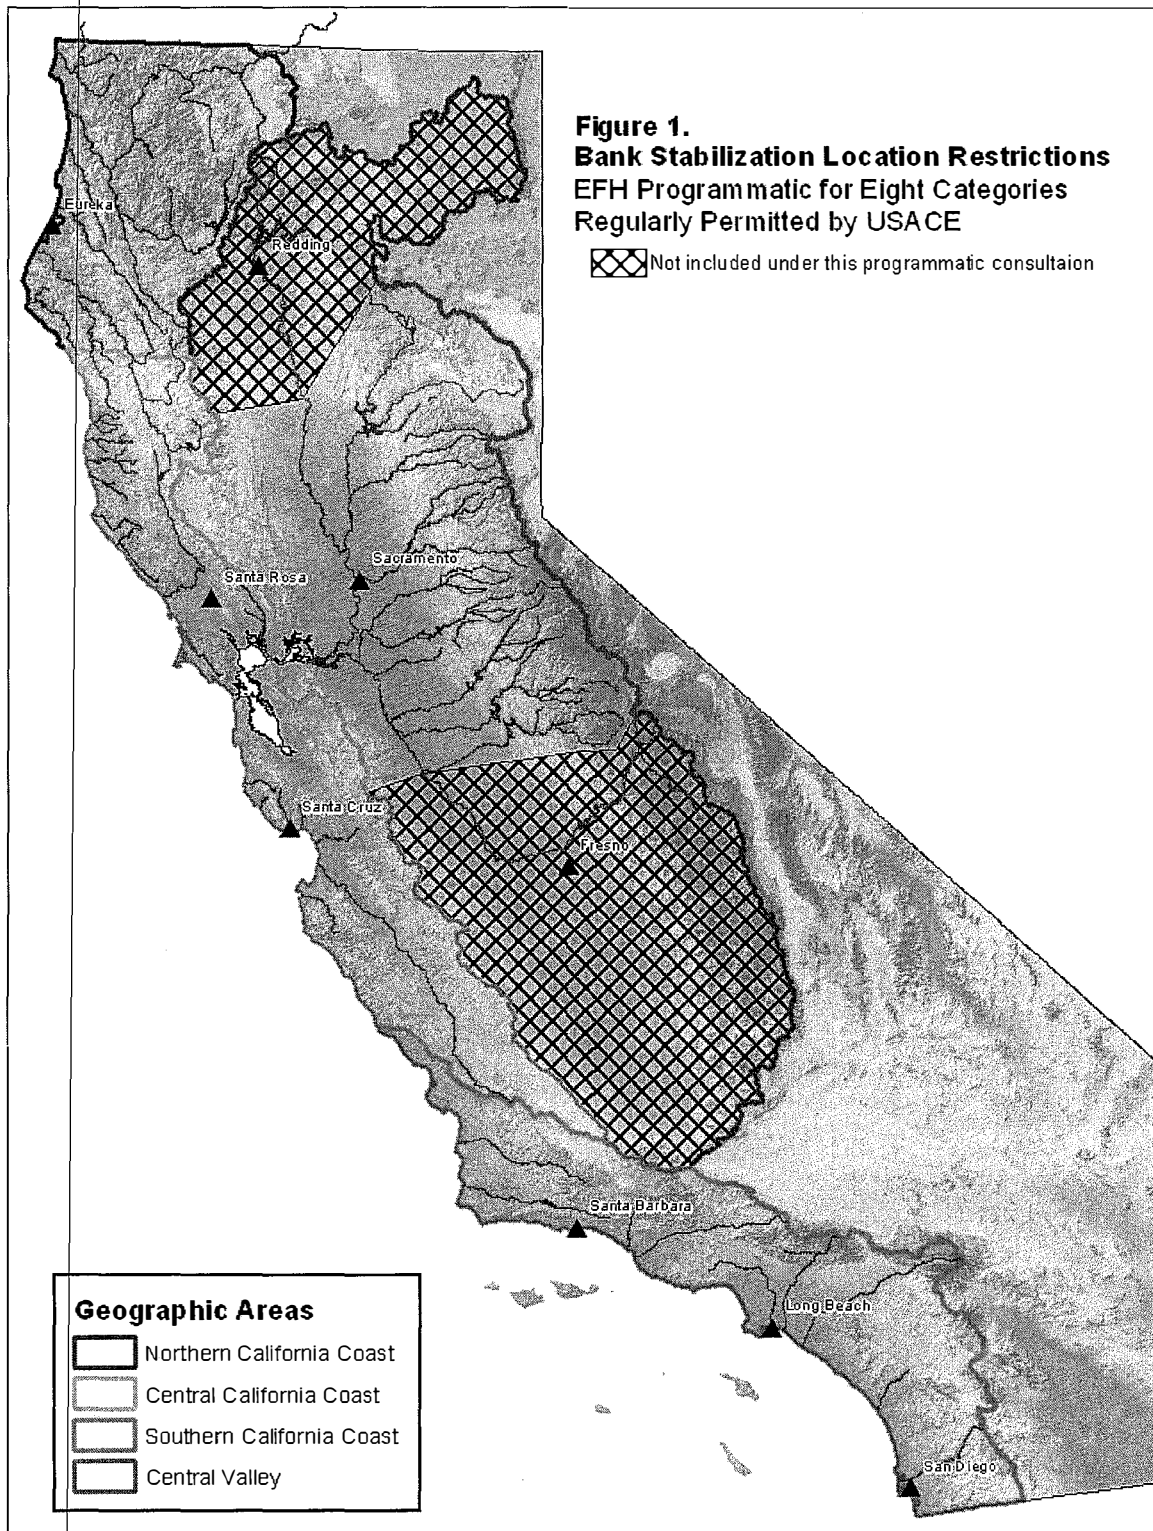 Figure 1.
Bank Stabilization Location Restrictions
EFH Programmatic for Eight Categories
Regularly Permitted by USACE
Not included under this programmatic consultaion
Eureka
Redding
Sacramento
Santa Rosa
Santa Cruz
Fresno
Santa Barbara
Long Beach
San Diego
Geographic Areas
Northern California Coast
Central California Coast
Southern California Coast
Central Valley